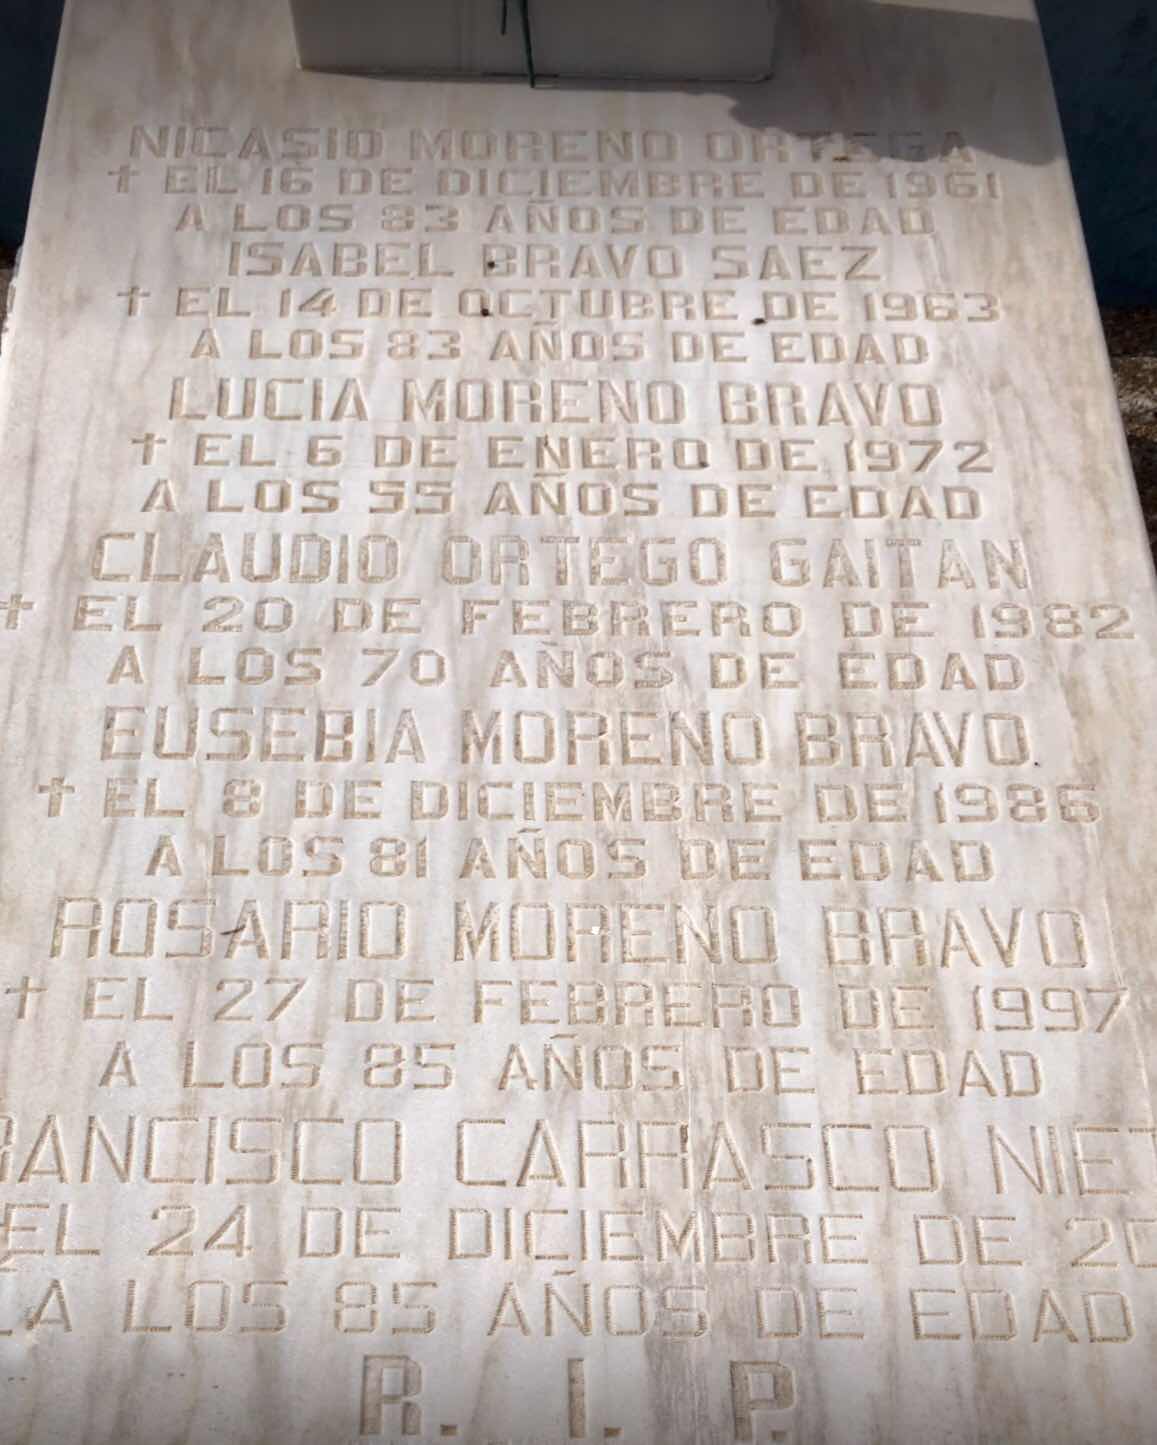 NICASIO MORENO ORTEGA
† EL 16 DE DICIEMBRE DE 1961
A LOS 83 AÑOS DE EDAD
ISABEL BRAVO SAEZ
† EL 14 DE OCTUBRE DE 1963
A LOS 83 AÑOS DE EDAD
LUCIA MORENO BRAVO
† EL 6 DE ENERO DE 1972
A LOS 55 AÑOS DE EDAD
CLAUDIO ORTEGO GAITAN
† EL 20 DE FEBRERO DE 1982
A LOS 70 AÑOS DE EDAD
EUSEBIA MORENO BRAVO
† EL 8 DE DICIEMBRE DE 1986
A LOS 81 AÑOS DE EDAD
ROSARIO MORENO BRAVO
† EL 27 DE FEBRERO DE 1997
A LOS 85 AÑOS DE EDAD
RANCISCO CARRASCO NIET
EL 24 DE DICIEMBRE DE 20
A LOS 85 AÑOS DE EDAD
R. I. P.